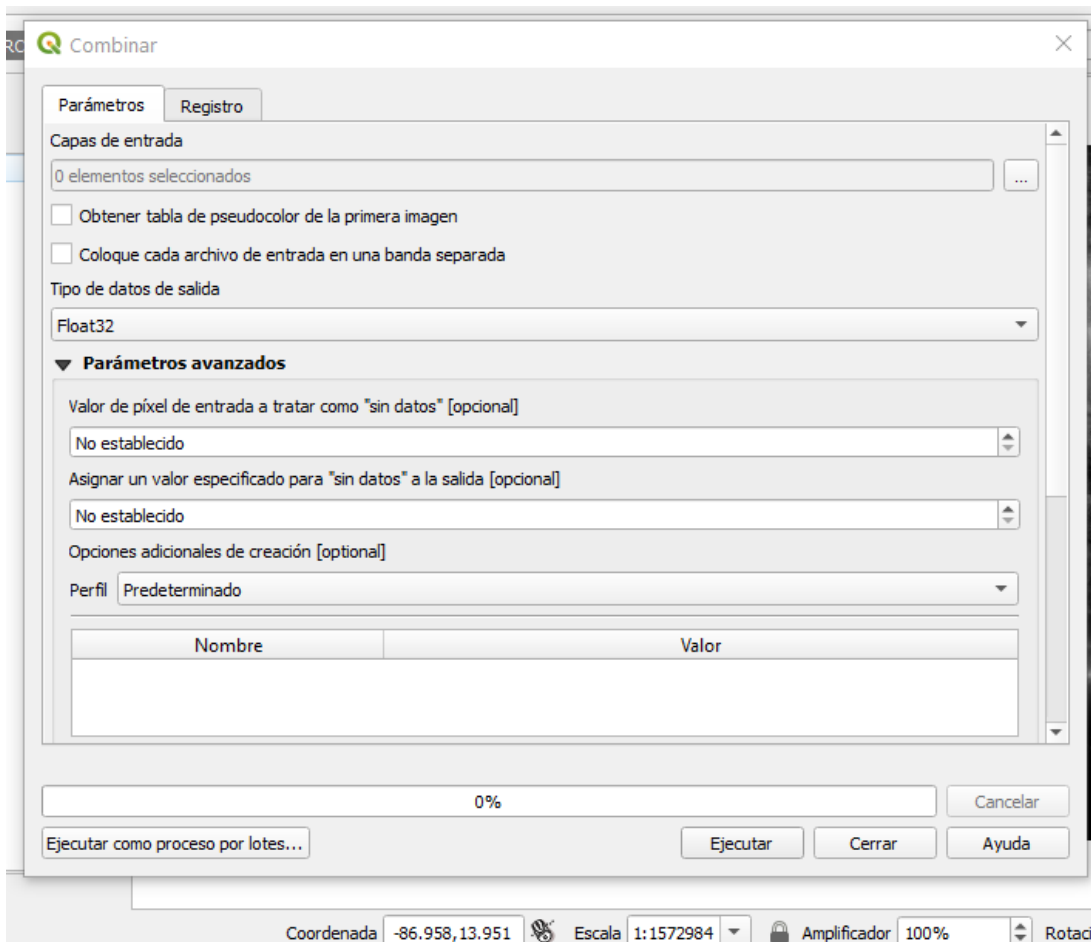 RO
Combinar
Parámetros Registro
Capas de entrada
0 elementos seleccionados ...
Obtener tabla de pseudocolor de la primera imagen
Coloque cada archivo de entrada en una banda separada
Tipo de datos de salida
Float32
Parámetros avanzados
Valor de píxel de entrada a tratar como "sin datos" [opcional]
No establecido
Asignar un valor especificado para "sin datos" a la salida [opcional]
No establecido
Opciones adicionales de creación [optional]
Perfil Predeterminado
Nombre Valor
0% Cancelar
Ejecutar como proceso por lotes... Ejecutar Cerrar Ayuda
Coordenada -86.958,13.951 Escala 1:1572984 Amplificador 100% Rotac